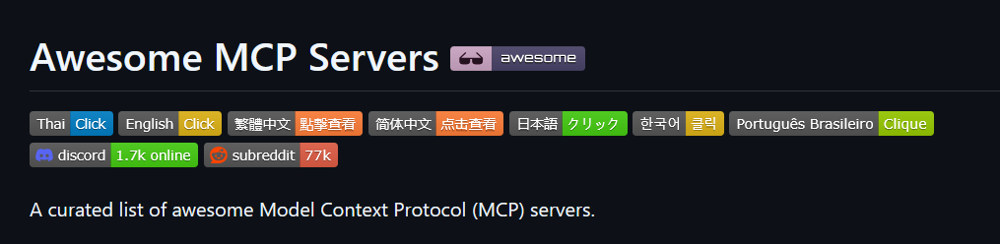 Awesome MCP Servers awesome
Thai Click English Click 繁體中文 點擊查看 简体中文 点击查看 日本語 クリック 한국어 클릭 Português Brasileiro Clique
discord 1.7k online subreddit 77k
A curated list of awesome Model Context Protocol (MCP) servers.